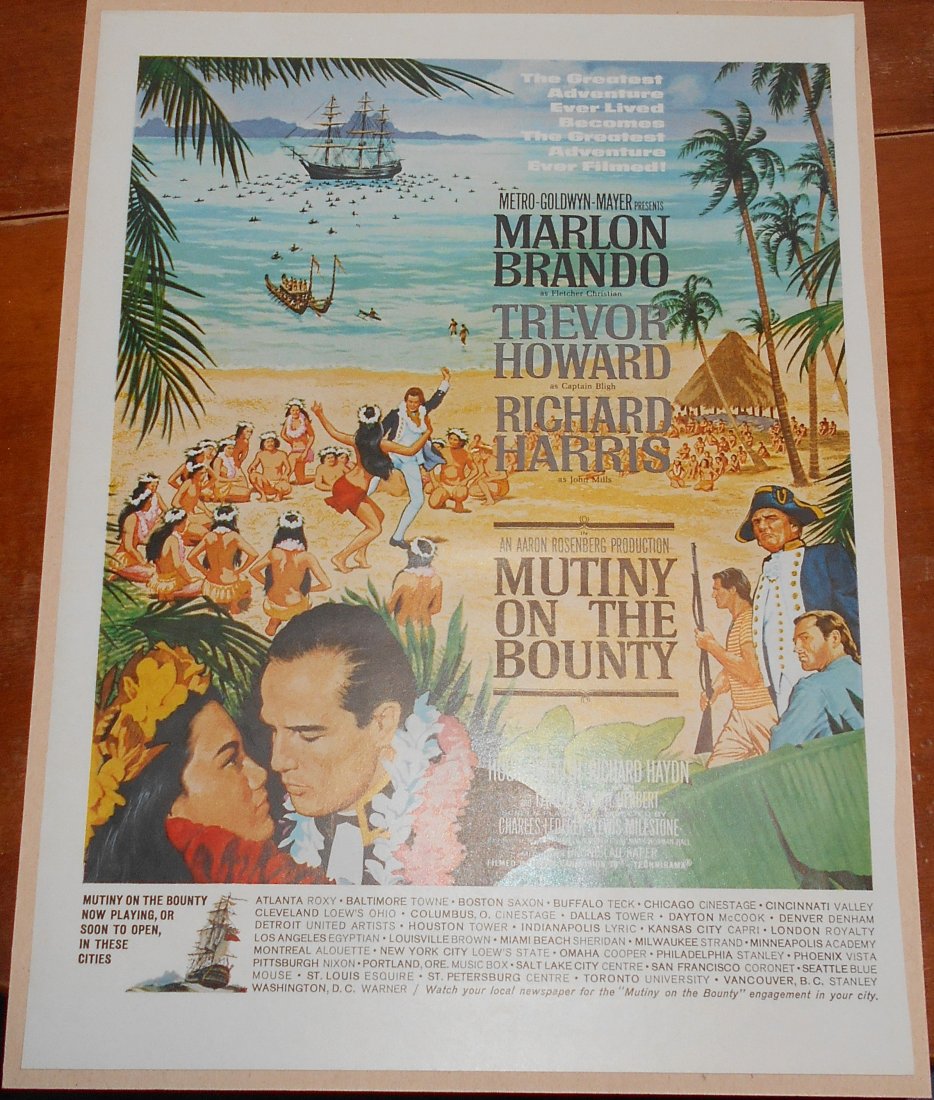 The Greatest
Adventure
Ever Lived
Becomes
The Greatest
Adventure
Ever Filmed!
METRO-GOLDWYN-MAYER PRESENTS
MARLON
BRANDO
as Fletcher Christian
TREVOR
HOWARD
as Captain Bligh
RICHARD
HARRIS
as John Mills
in
AN AARON ROSENBERG PRODUCTION
MUTINY
ON THE
BOUNTY
RICHARD HAYDN
CHARLES LEDERER LEWIS MILESTONE
FILMED TECHNIRAMA®
MUTINY ON THE BOUNTY
NOW PLAYING, OR
SOON TO OPEN,
IN THESE
CITIES
ATLANTA ROXY • BALTIMORE TOWNE • BOSTON SAXON • BUFFALO TECK • CHICAGO CINESTAGE • CINCINNATI VALLEY
CLEVELAND LOEW'S OHIO • COLUMBUS, O. CINESTAGE • DALLAS TOWER • DAYTON McCOOK • DENVER DENHAM
DETROIT UNITED ARTISTS • HOUSTON TOWER • INDIANAPOLIS LYRIC • KANSAS CITY CAPRI • LONDON ROYALTY
LOS ANGELES EGYPTIAN • LOUISVILLE BROWN • MIAMI BEACH SHERIDAN • MILWAUKEE STRAND • MINNEAPOLIS ACADEMY
MONTREAL ALOUETTE • NEW YORK CITY LOEW'S STATE • OMAHA COOPER • PHILADELPHIA STANLEY • PHOENIX VISTA
PITTSBURGH NIXON • PORTLAND, ORE. MUSIC BOX • SALT LAKE CITY CENTRE • SAN FRANCISCO CORONET • SEATTLE BLUE
MOUSE • ST. LOUIS ESQUIRE • ST. PETERSBURG CENTRE • TORONTO UNIVERSITY • VANCOUVER, B.C. STANLEY
WASHINGTON, D.C. WARNER / Watch your local newspaper for the "Mutiny on the Bounty" engagement in your city.